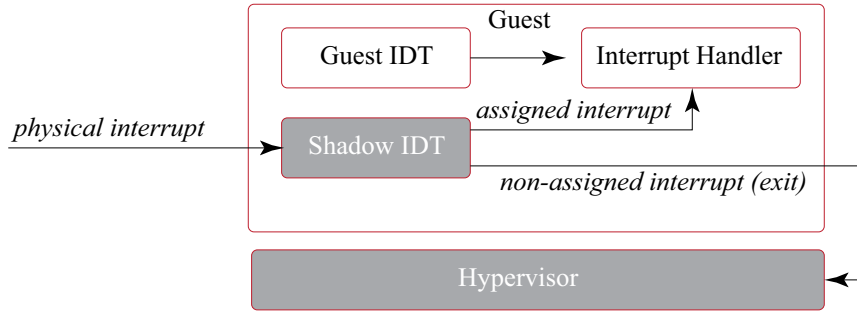 Guest
Guest IDT
Interrupt Handler
assigned interrupt
physical interrupt
Shadow IDT
non-assigned interrupt (exit)
Hypervisor